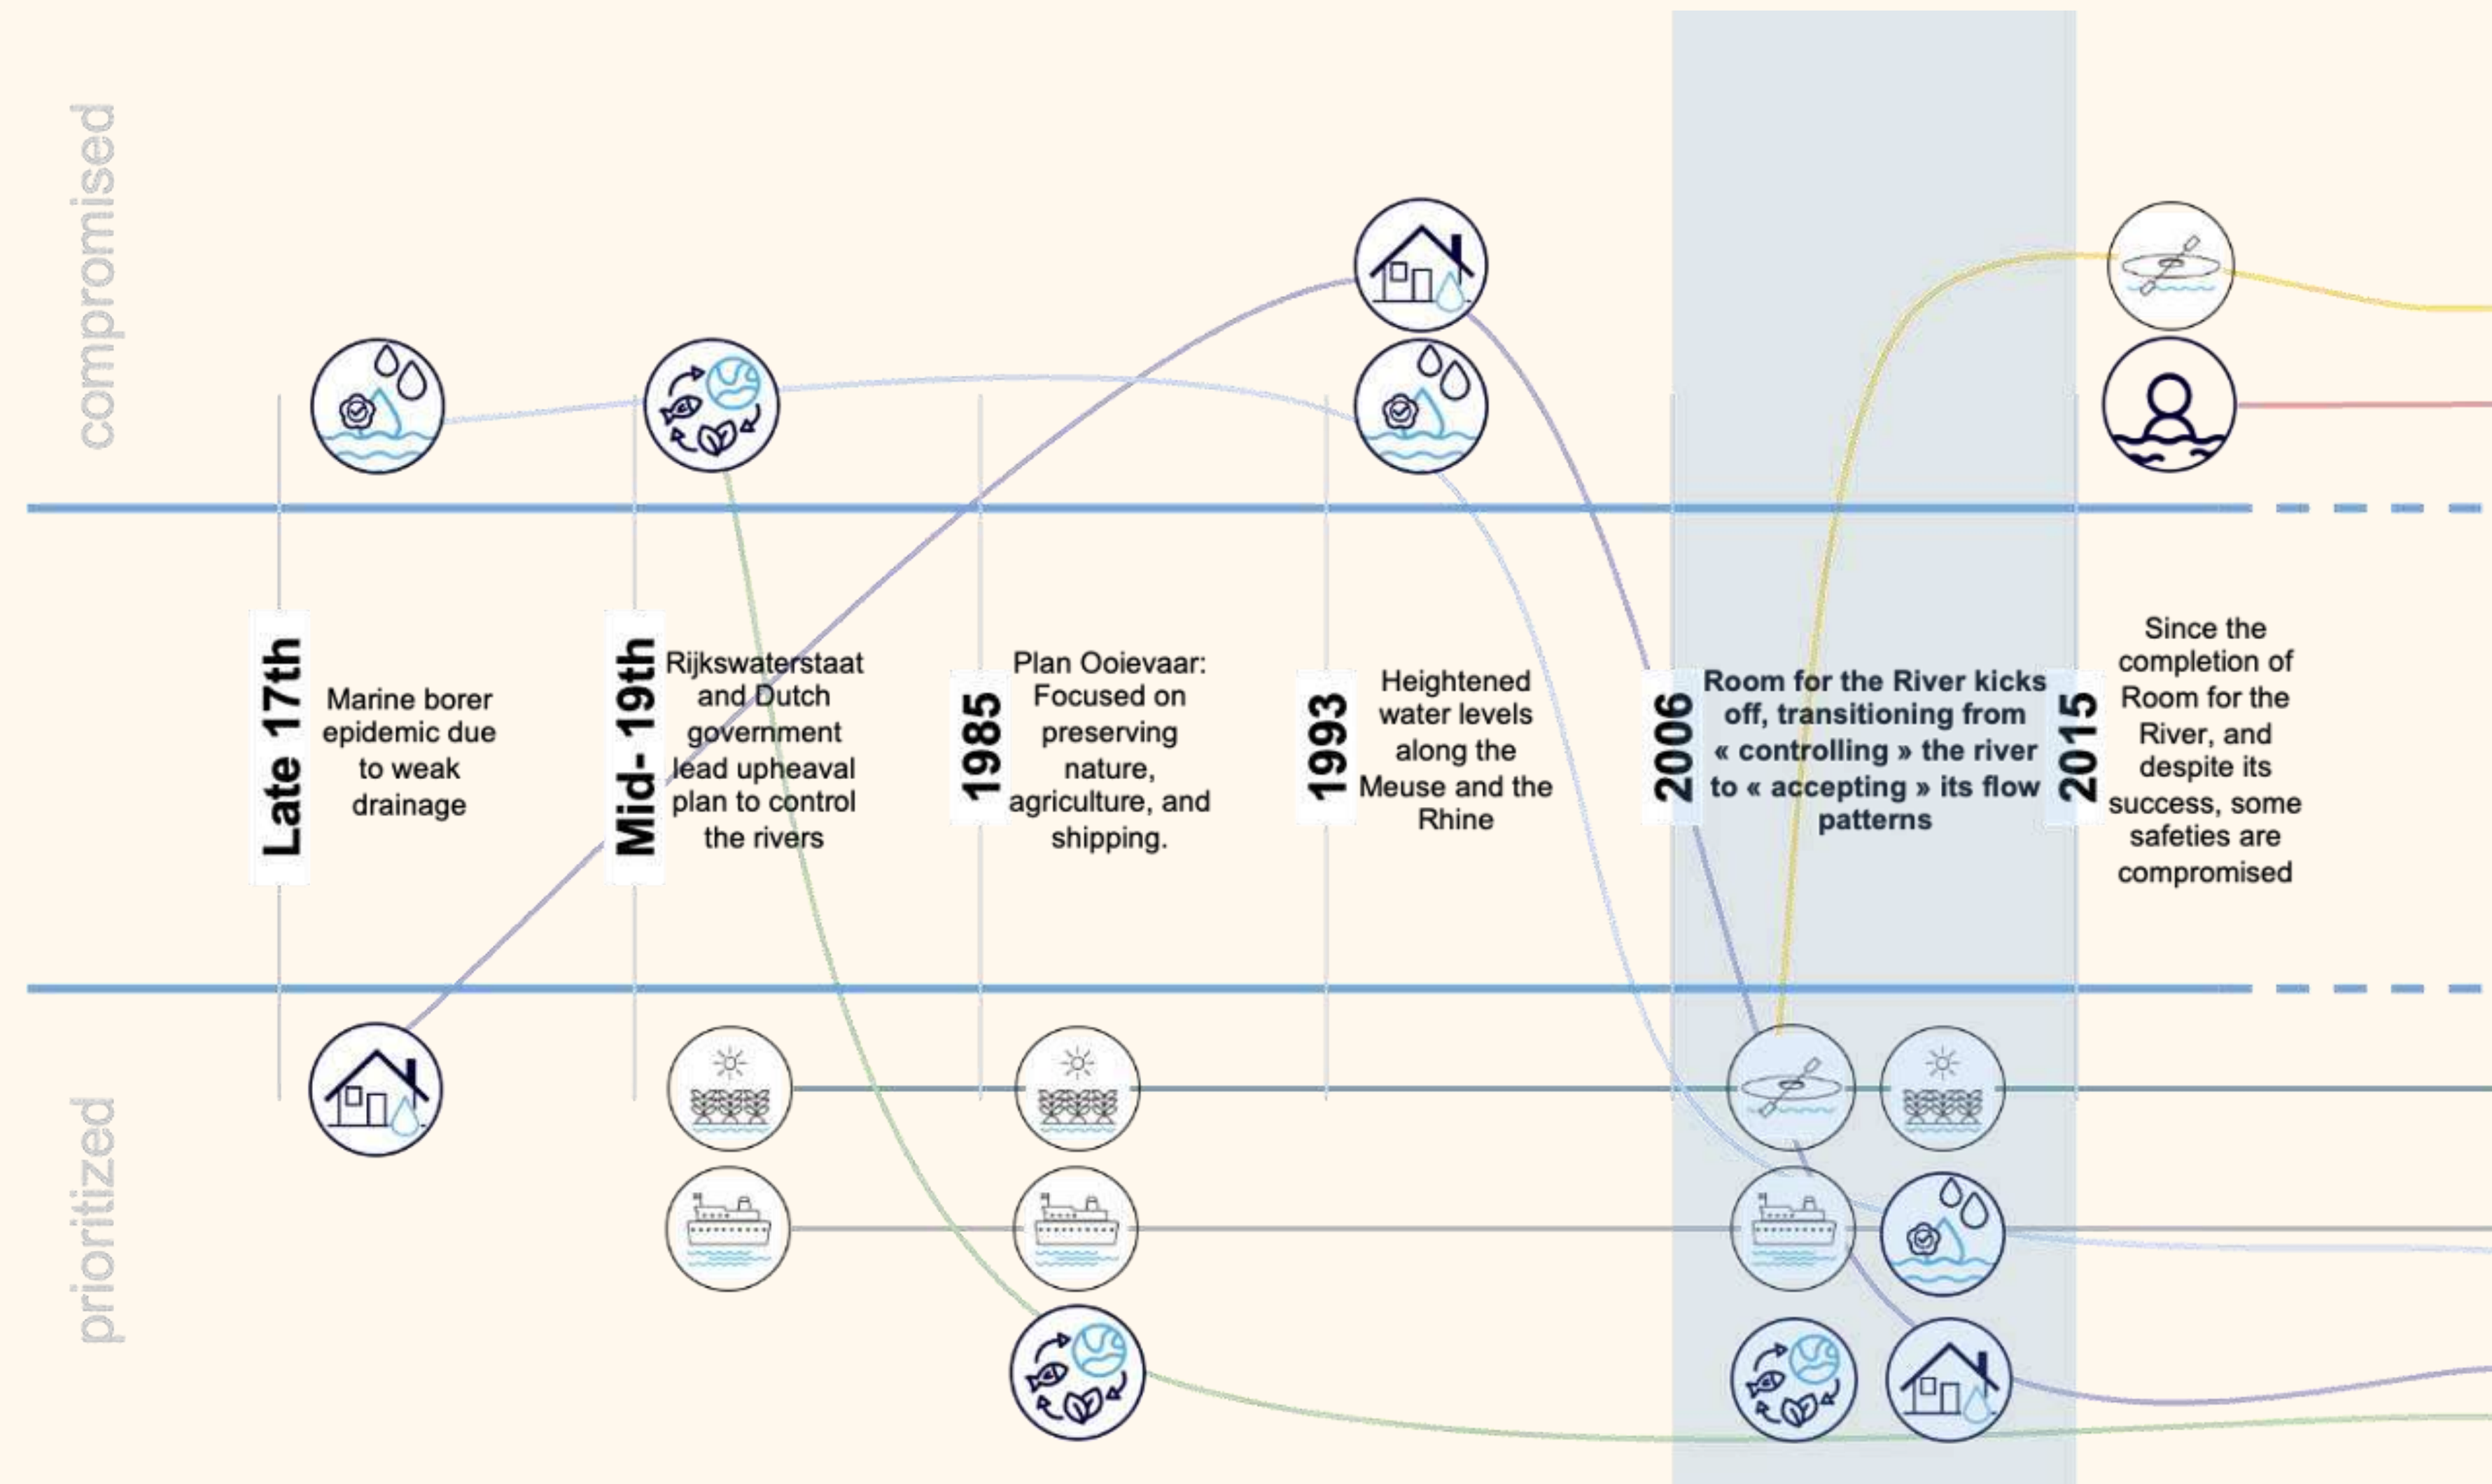 compromised
prioritized
Late 17th
Marine borer
epidemic due
to weak
drainage
Mid- 19th
Rijkswaterstaat
and Dutch
government
lead upheaval
plan to control
the rivers
1985
Plan Ooievaar:
Focused on
preserving
nature,
agriculture, and
shipping.
1993
Heightened
water levels
along the
Meuse and the
Rhine
2006
Room for the River kicks
off, transitioning from
« controlling » the river
to « accepting » its flow
patterns
2015
Since the
completion of
Room for the
River, and
despite its
success, some
safeties are
compromised